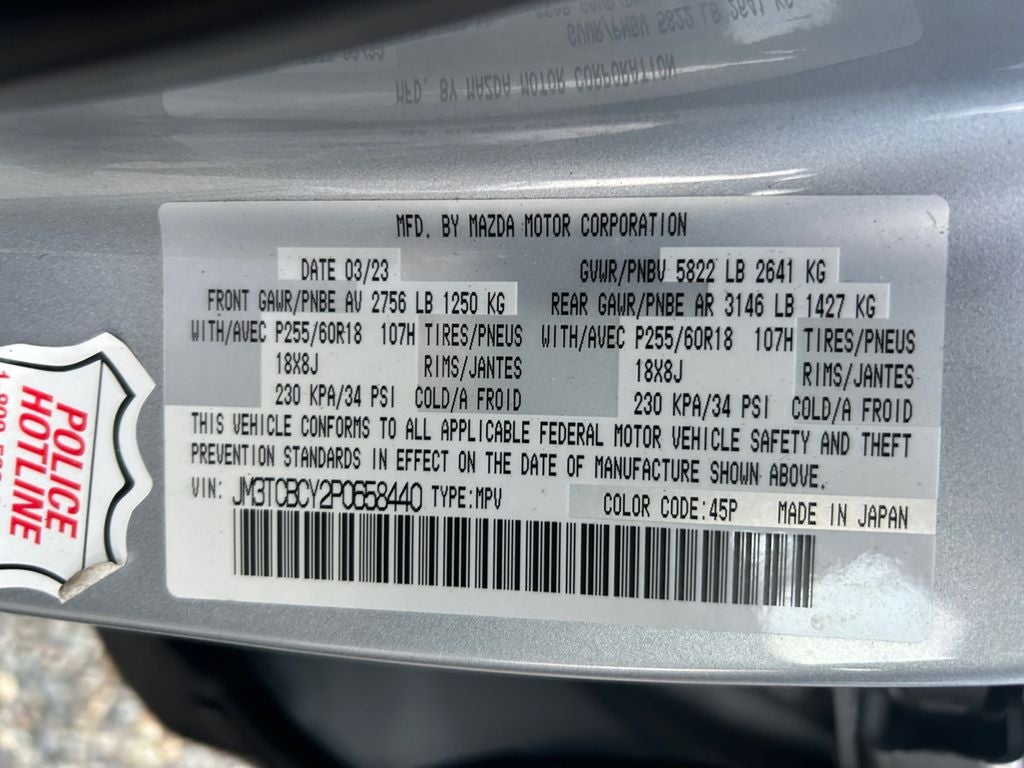 MFD. BY MAZDA MOTOR CORPORATION
MFD. BY MAZDA MOTOR CORPORATION
DATE 03/23 GVWR/PNBV 5822 LB 2641 KG
FRONT GAWR/PNBE AV 2756 LB 1250 KG REAR GAWR/PNBE AR 3146 LB 1427 KG
WITH/AVEC P255/60R18 107H TIRES/PNEUS WITH/AVEC P255/60R18 107H TIRES/PNEUS
18X8J RIMS/JANTES 18X8J RIMS/JANTES
230 KPA/34 PSI COLD/A FROID 230 KPA/34 PSI COLD/A FROID
THIS VEHICLE CONFORMS TO ALL APPLICABLE FEDERAL MOTOR VEHICLE SAFETY AND THEFT
PREVENTION STANDARDS IN EFFECT ON THE DATE OF MANUFACTURE SHOWN ABOVE.
VIN: JM3TCBCY2P0658440 TYPE:MPV COLOR CODE:45P MADE IN JAPAN
POLICE
HOTLINE